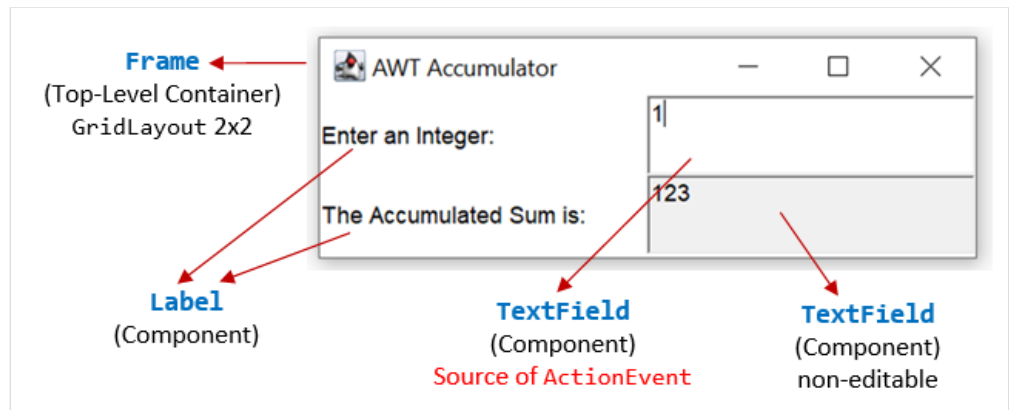 Frame
(Top-Level Container)
GridLayout 2x2
AWT Accumulator
Enter an Integer:
1
The Accumulated Sum is:
123
Label
(Component)
TextField
(Component)
Source of ActionEvent
TextField
(Component)
non-editable